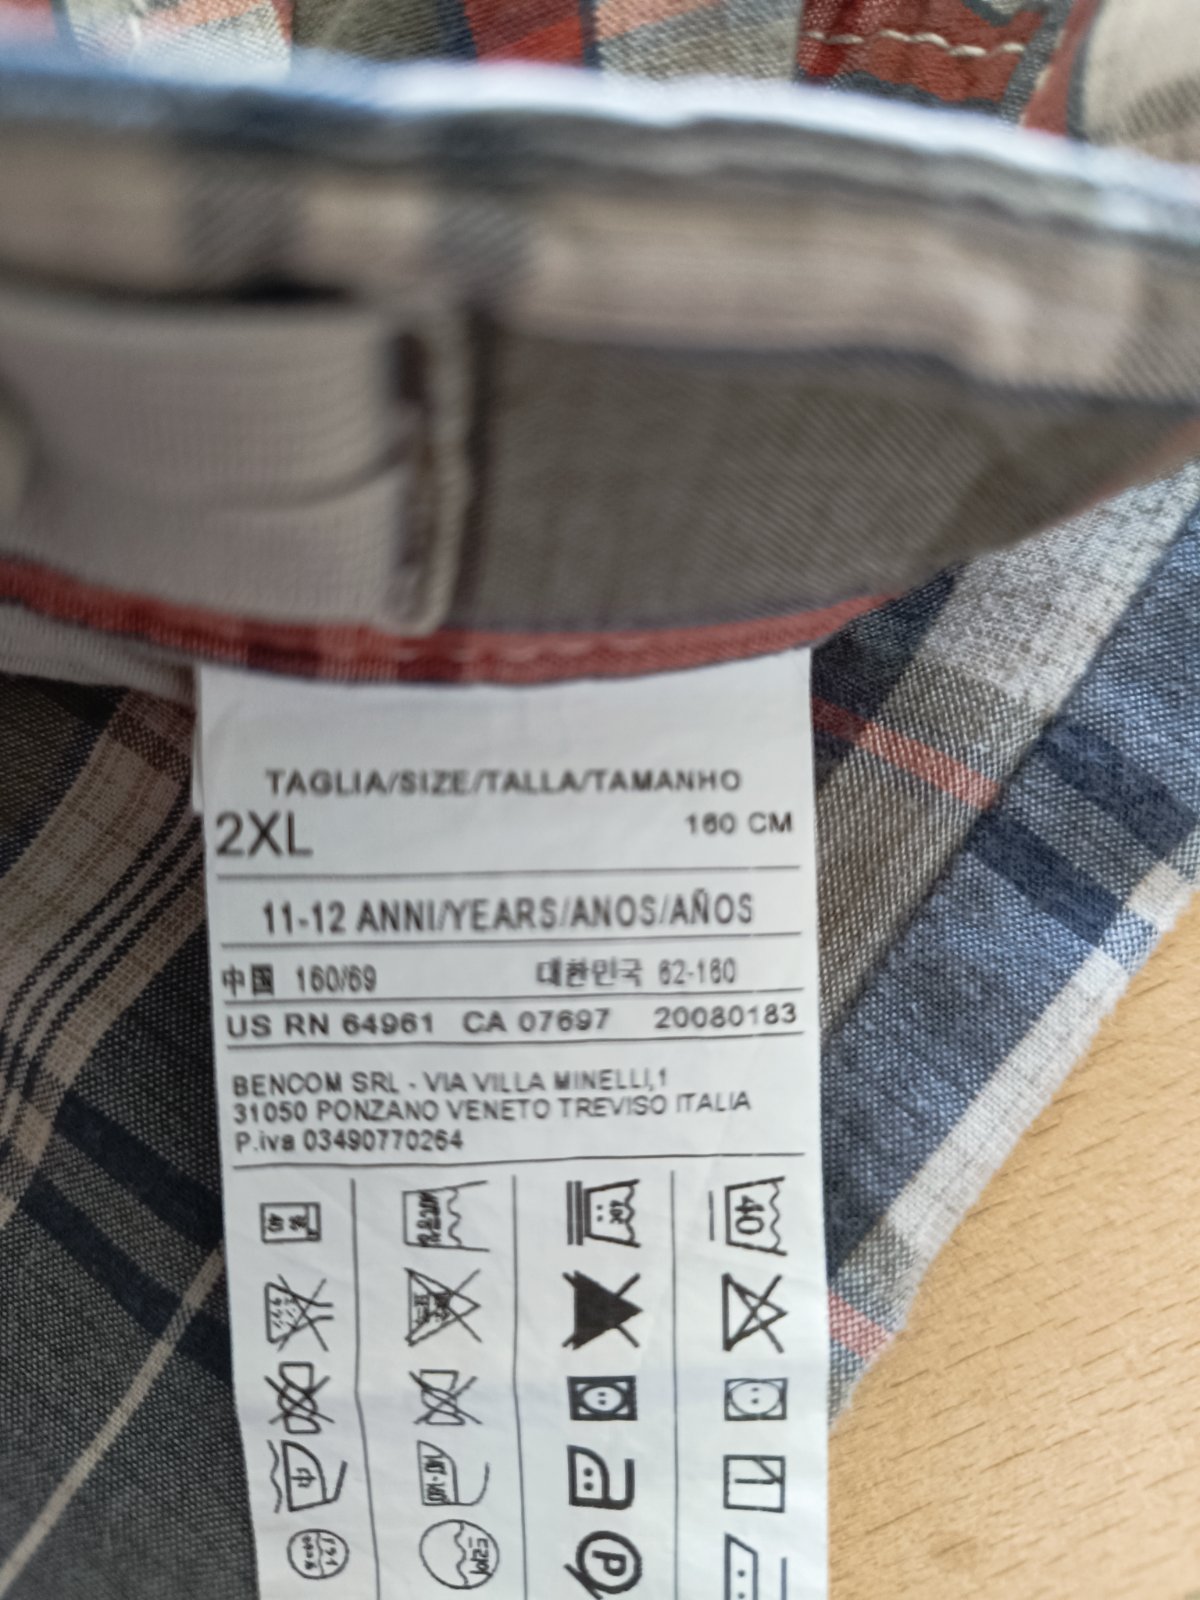 TAGLIA/SIZE/TALLA/TAMANHO
2XL 160 CM
11-12 ANNI/YEARS/ANOS/AÑOS
中国 160/69 대한민국 62-160
US RN 64961 CA 07697 20080183
BENCOM SRL - VIA VILLA MINELLI,1
31050 PONZANO VENETO TREVISO ITALIA
P.iva 03490770264
40
中
P